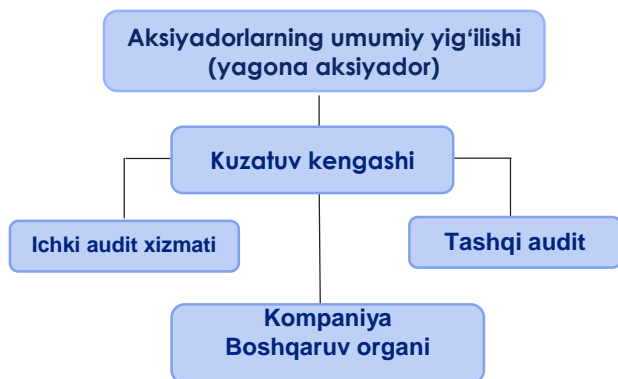 Aksiyadorlarning umumiy yig‘ilishi
(yagona aksiyador)
Kuzatuv kengashi
Ichki audit xizmati
Tashqi audit
Kompaniya
Boshqaruv organi